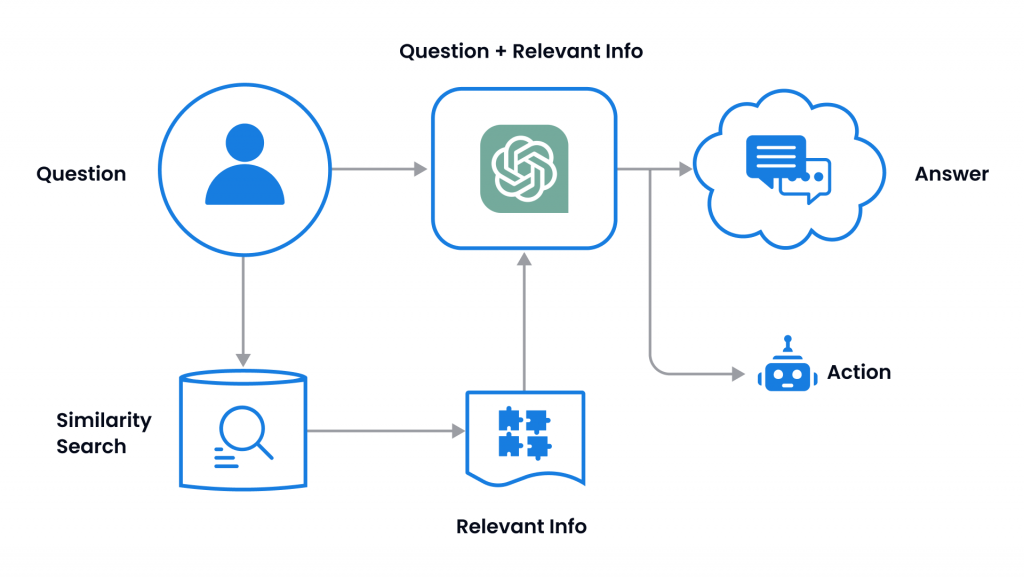 Question + Relevant Info
Question
Answer
Action
Similarity
Search
Relevant Info